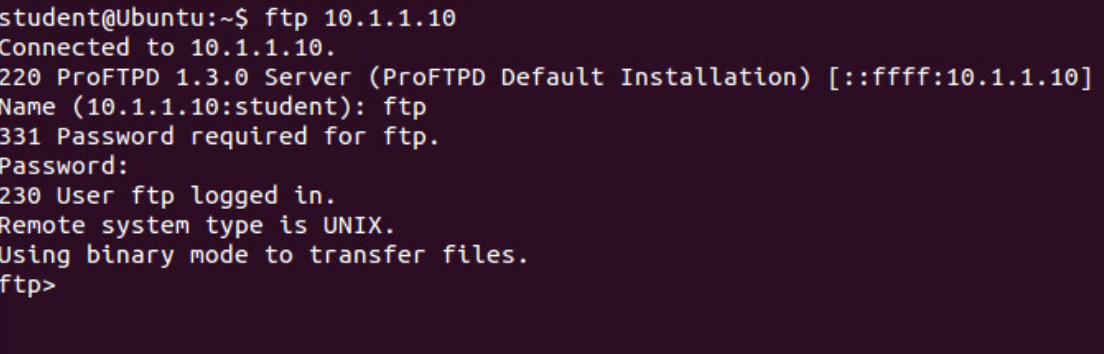 student@Ubuntu:~$ ftp 10.1.1.10
Connected to 10.1.1.10.
220 ProFTPD 1.3.0 Server (ProFTPD Default Installation) [::ffff:10.1.1.10]
Name (10.1.1.10:student): ftp
331 Password required for ftp.
Password:
230 User ftp logged in.
Remote system type is UNIX.
Using binary mode to transfer files.
ftp>